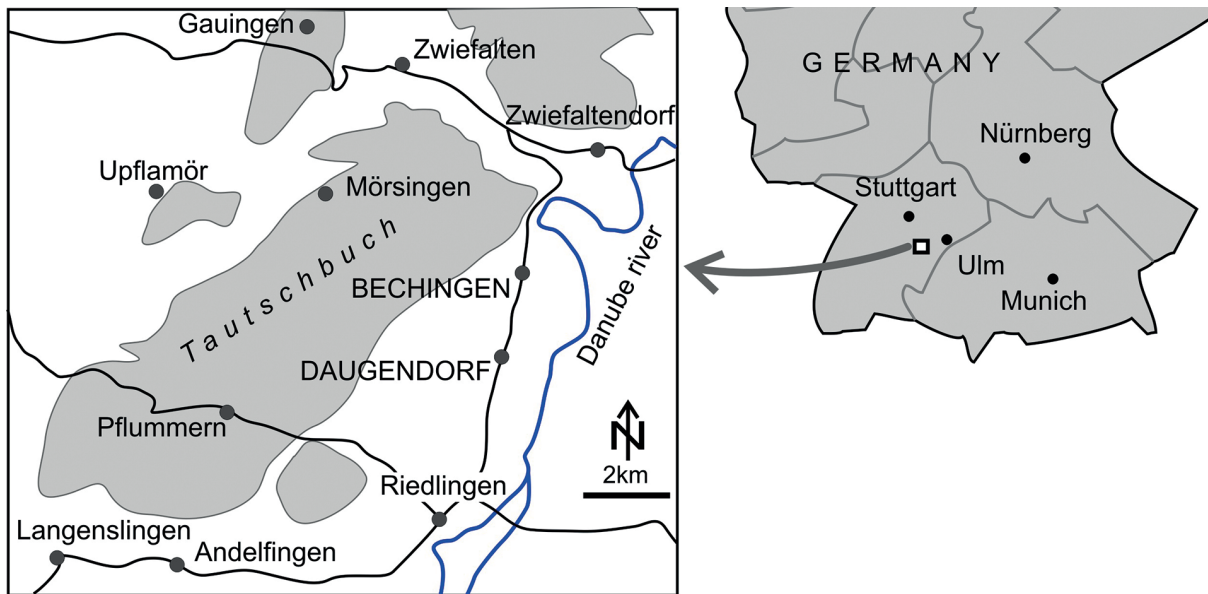 Gauingen
Zwiefalten
Zwiefaltendorf
Upflamör
Mörsingen
Tautschbuch
BECHINGEN
Danube river
DAUGENDORF
Pflummern
N
2km
Riedlingen
Langenslingen
Andelfingen
GERMANY
Nürnberg
Stuttgart
Ulm
Munich